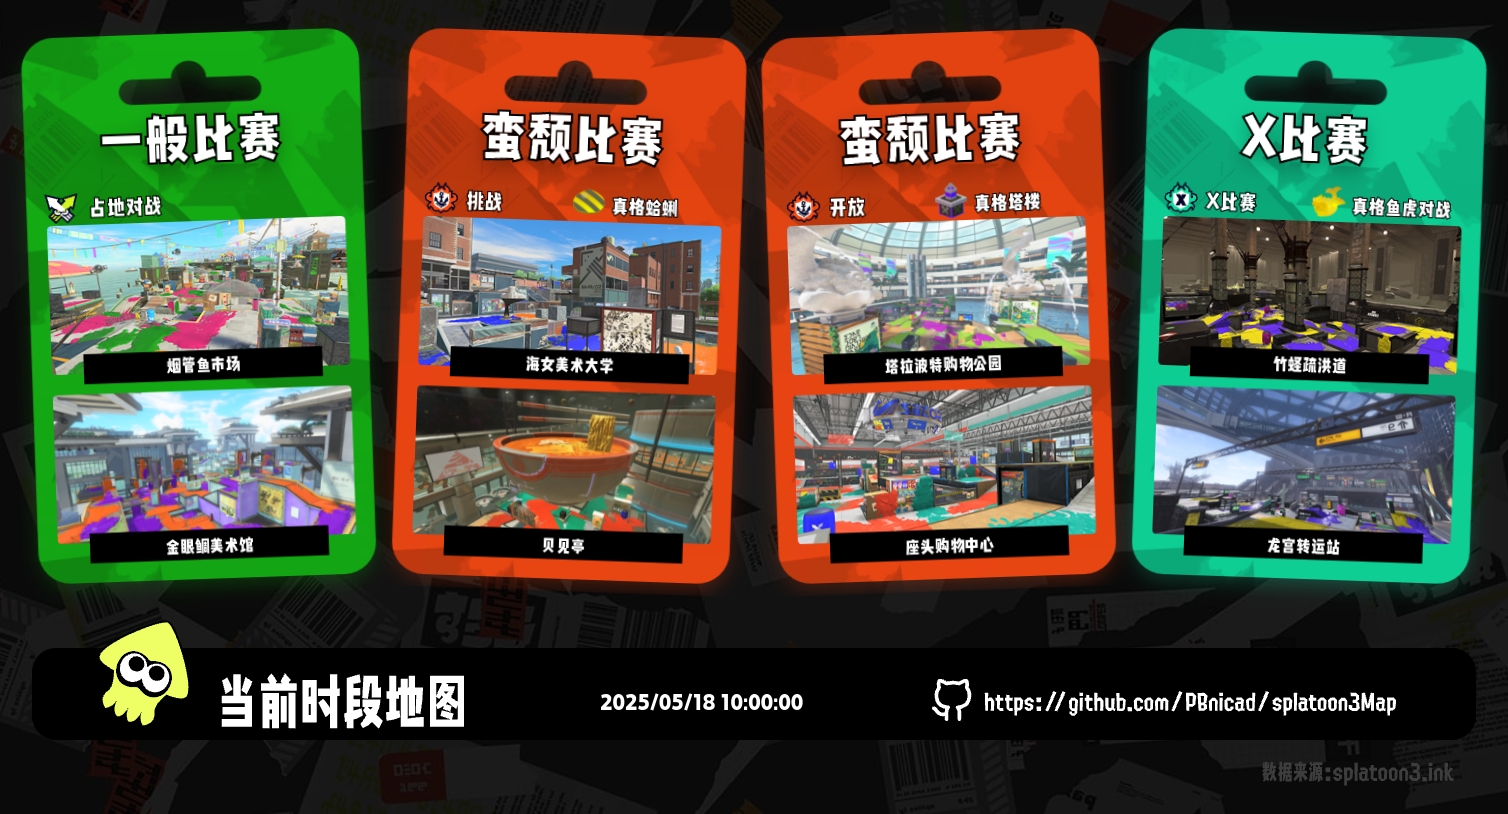 一般比赛
占地对战
烟管鱼市场
金眼鲷美术馆
蛮颓比赛
挑战
真格蛤蜊
海女美术大学
贝见亭
蛮颓比赛
开放
真格塔楼
塔拉波特购物公园
座头购物中心
X比赛
X比赛
真格鱼虎对战
竹蛏疏洪道
龙宫转运站
当前时段地图
2025/05/18 10:00:00
https://github.com/PBnicad/splatoon3Map
数据来源:splatoon3.ink